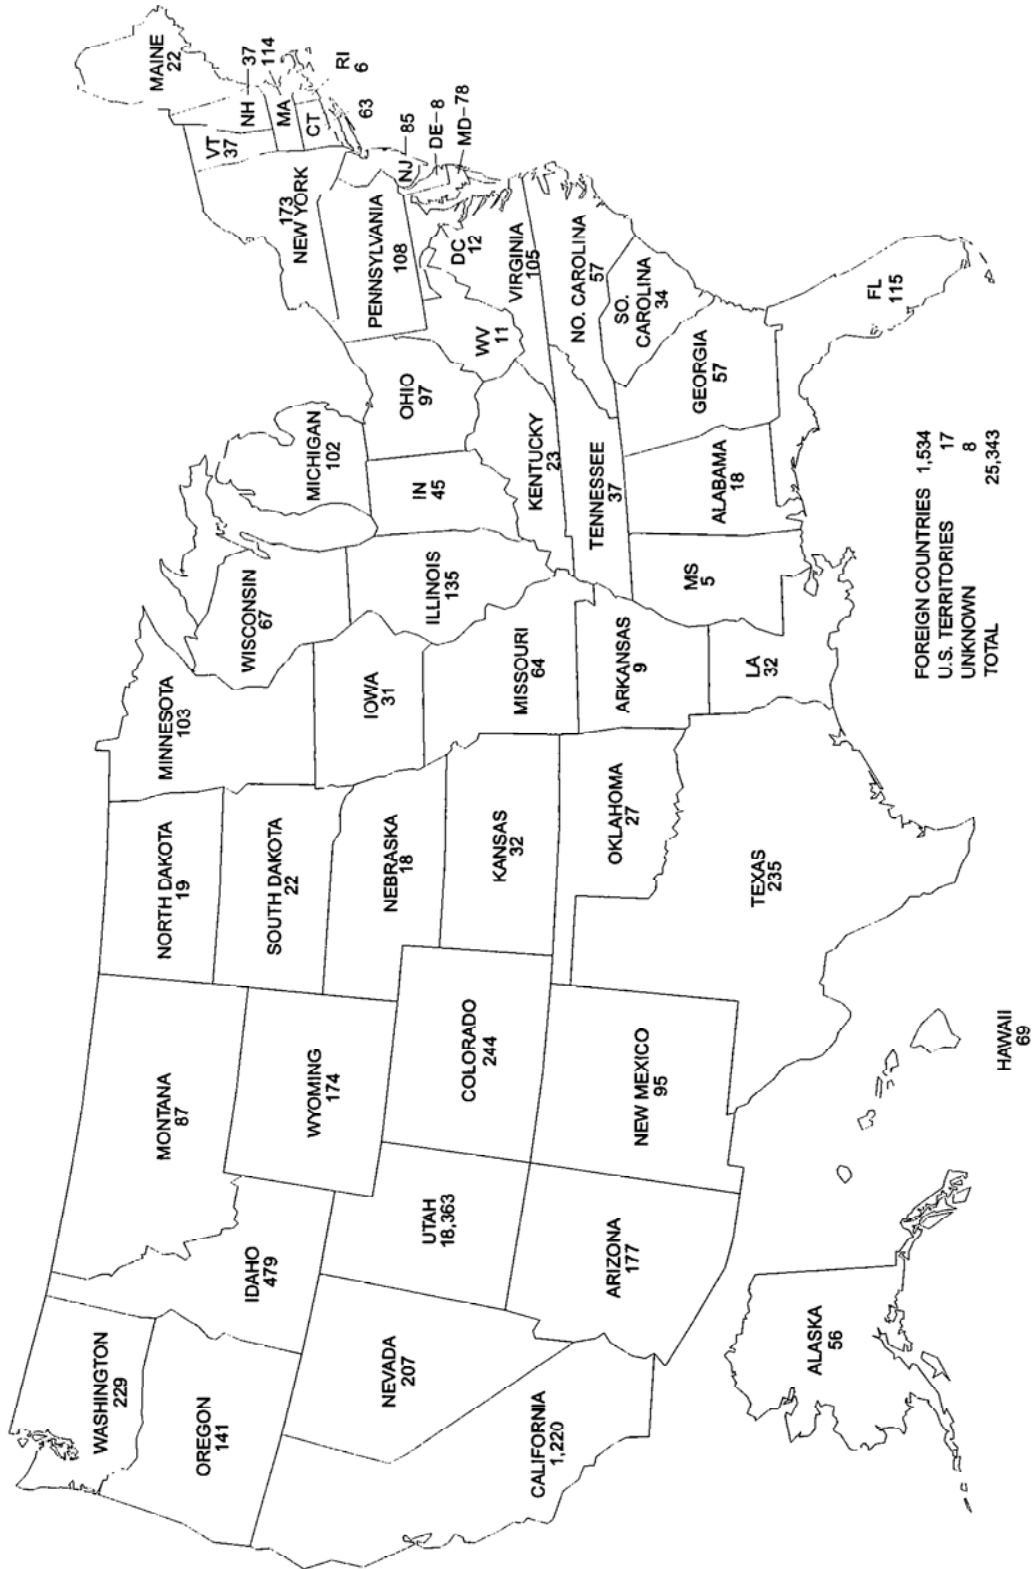 WASHINGTON
229
OREGON
141
CALIFORNIA
1,220
NEVADA
207
IDAHO
479
MONTANA
87
WYOMING
174
UTAH
18,363
COLORADO
244
ARIZONA
177
NEW MEXICO
95
NORTH DAKOTA
19
SOUTH DAKOTA
22
NEBRASKA
18
KANSAS
32
OKLAHOMA
27
TEXAS
235
MINNESOTA
103
IOWA
31
MISSOURI
64
ARKANSAS
9
LA
32
WISCONSIN
67
ILLINOIS
135
MICHIGAN
102
IN
45
OHIO
97
KENTUCKY
23
TENNESSEE
37
MS
5
ALABAMA
18
GEORGIA
57
FL
115
SO.
CAROLINA
34
NO. CAROLINA
57
VIRGINIA
105
WV
11
DC
12
PENNSYLVANIA
108
173
NEW YORK
VT
37
NH
37
MAINE
22
MA
114
CT
63
RI
6
NJ
85
DE-8
MD-78
ALASKA
56
HAWAII
69
FOREIGN COUNTRIES 1,534
U.S. TERRITORIES 17
UNKNOWN 8
TOTAL 25,343